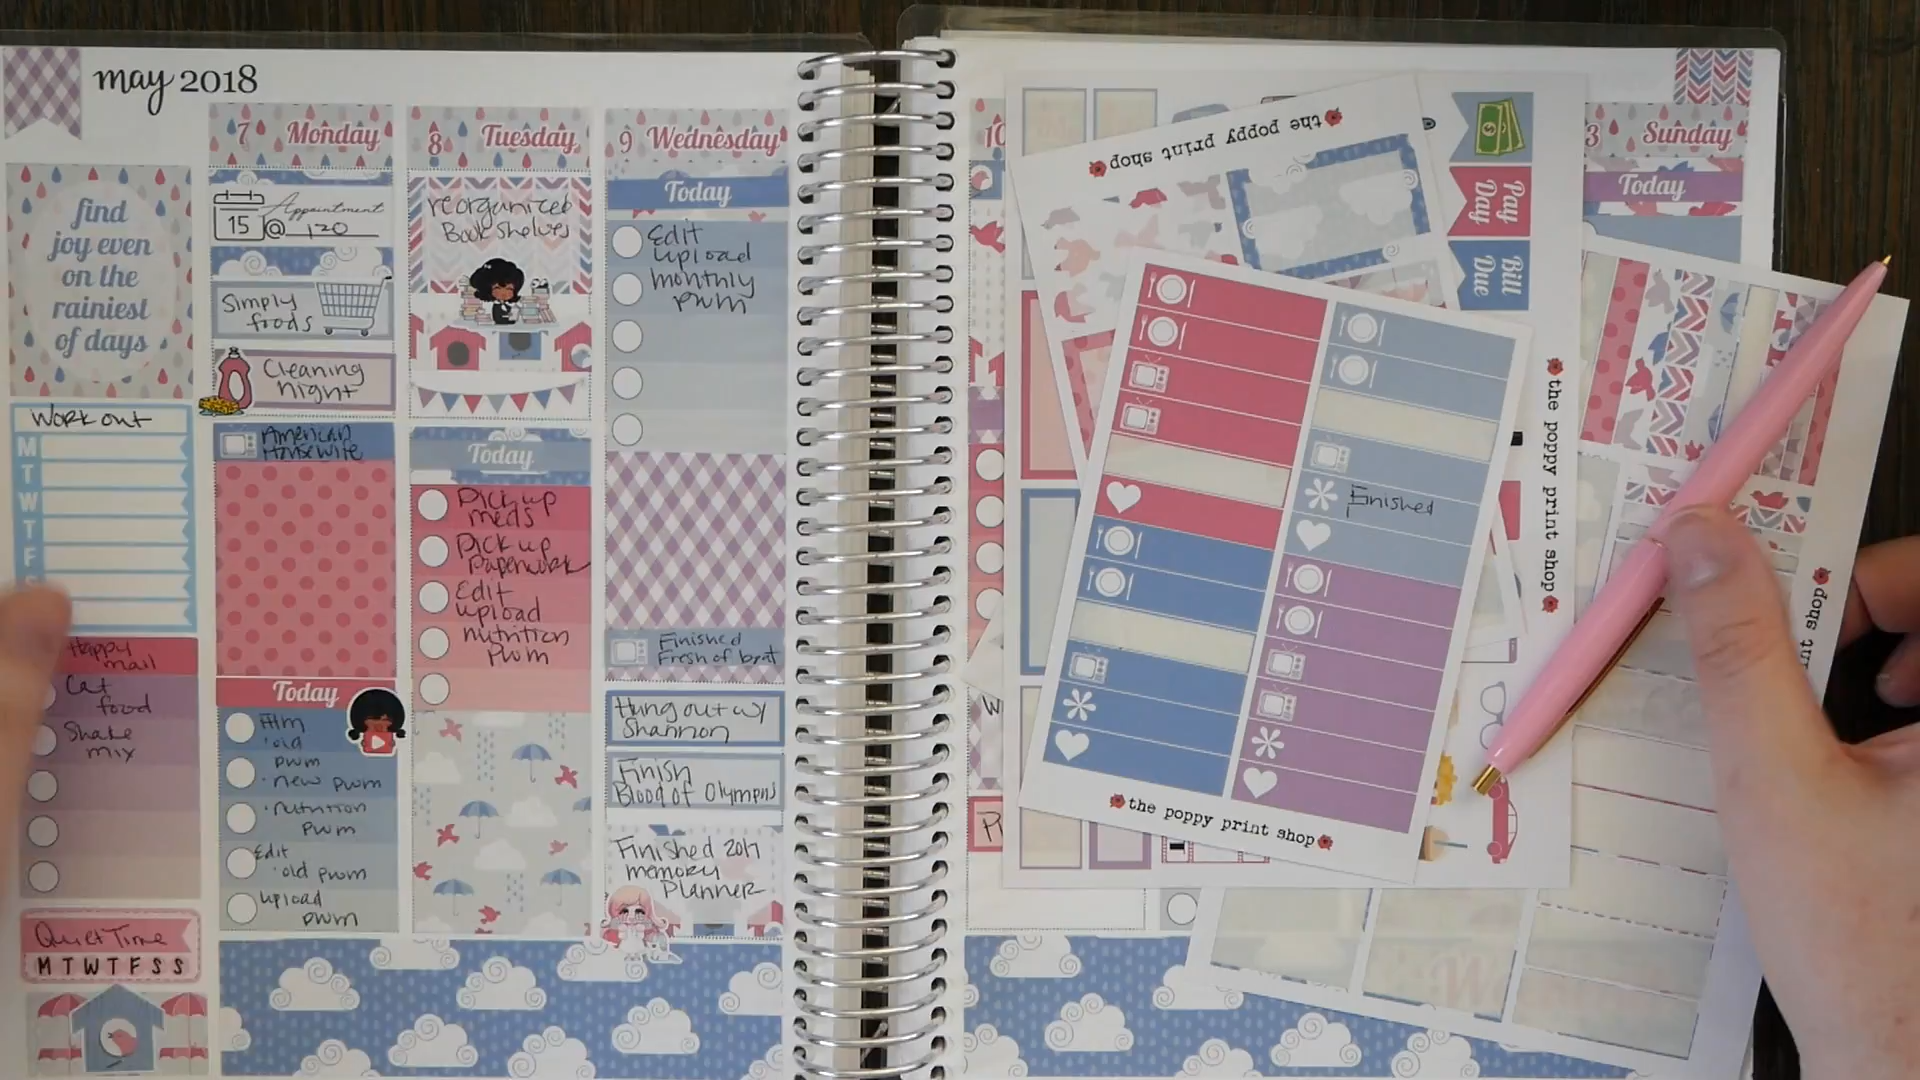 may 2018
find
joy even
on the
rainiest
of days
Work out
M
T
W
T
F
S
Happy
mail
Cat
food
Shake
mix
Quiet Time
M T W T F S S
7 Monday
Appointment
15 @ 120
Simply
foods
Cleaning
night
American
Housewife
Today
Film
·old
pwm
·new pwm
·nutrition
pwm
Edit
·old pwm
upload
pwm
8 Tuesday
reorganized
Book shelves
Today
Pick up
meds
Pick up
Paperwork
Edit
upload
nutrition
pwm
9 Wednesday
Today
Edit
upload
monthly
pwm
Finished
Fresh of boat
Hung out w/
Shannon
Finish
Blood of Olympus
Finished 2017
memory
Planner
10
W
P
the poppy print shop
Pay
Day
Bill
Due
Finished
the poppy print shop
the poppy print shop
int shop
3 Sunday
Today